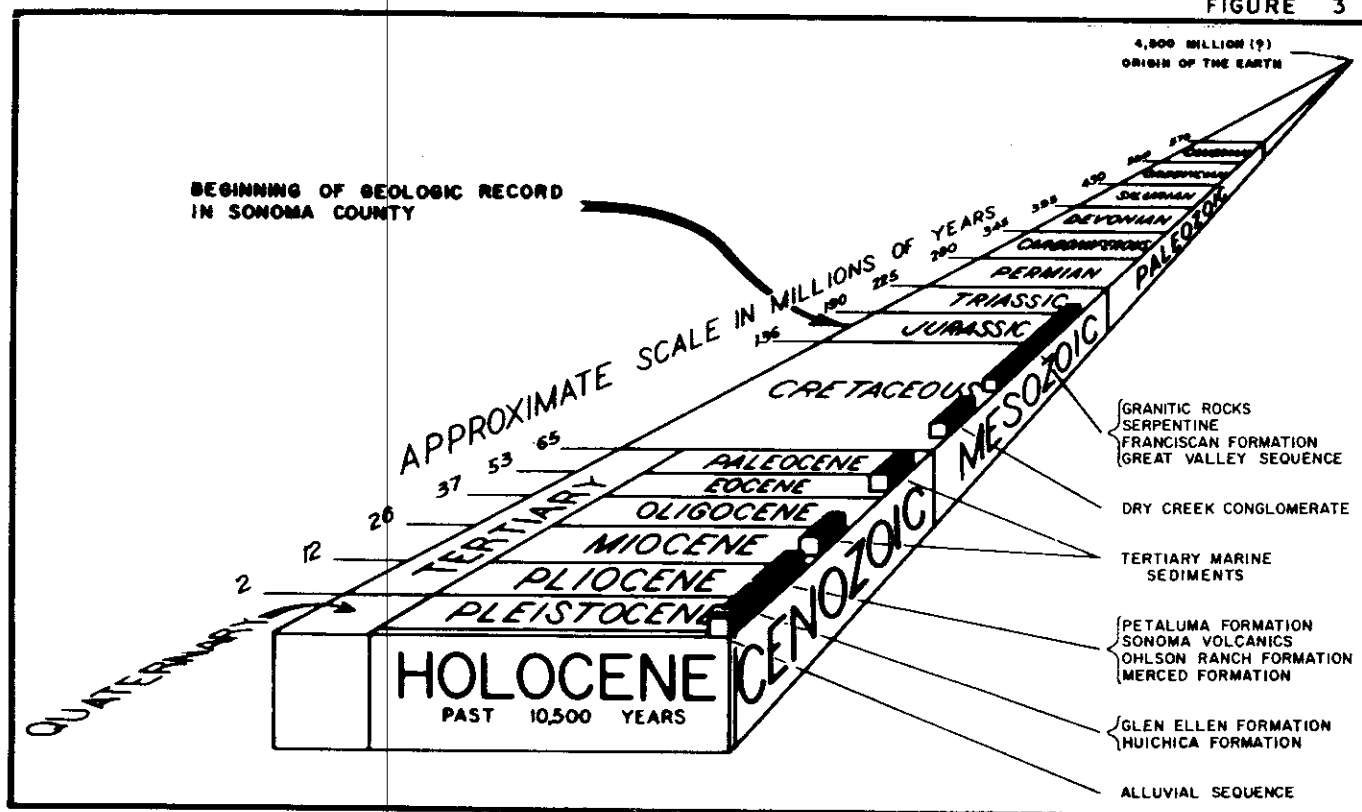 FIGURE 3
4,500 MILLION (?)
ORIGIN OF THE EARTH
BEGINNING OF GEOLOGIC RECORD
IN SONOMA COUNTY
APPROXIMATE SCALE IN MILLIONS OF YEARS
2
12
26
37
53
65
136
190
225
280
345
395
430
570
CAMBRIAN
ORDOVICIAN
SILURIAN
DEVONIAN
CARBONIFEROUS
PERMIAN
TRIASSIC
JURASSIC
CRETACEOUS
PALEOCENE
EOCENE
OLIGOCENE
MIOCENE
PLIOCENE
PLEISTOCENE
HOLOCENE
PAST 10,500 YEARS
TERTIARY
QUATERNARY
PALEOZOIC
MESOZOIC
CENOZOIC
GRANITIC ROCKS
SERPENTINE
FRANCISCAN FORMATION
GREAT VALLEY SEQUENCE
DRY CREEK CONGLOMERATE
TERTIARY MARINE
SEDIMENTS
PETALUMA FORMATION
SONOMA VOLCANICS
OHLSON RANCH FORMATION
MERCED FORMATION
GLEN ELLEN FORMATION
HUICHICA FORMATION
ALLUVIAL SEQUENCE